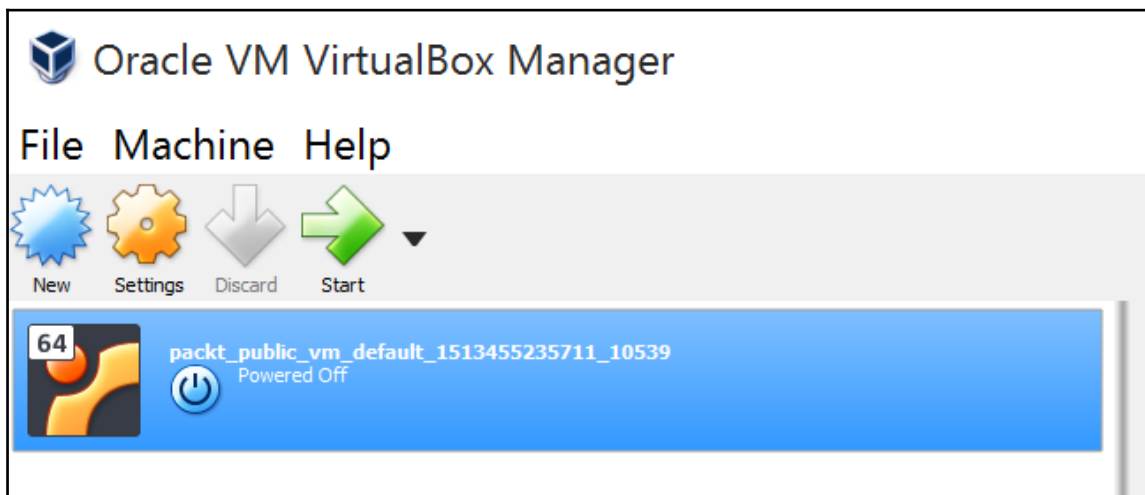 Oracle VM VirtualBox Manager
File Machine Help
New Settings Discard Start
64
packt_public_vm_default_1513455235711_10539
Powered Off